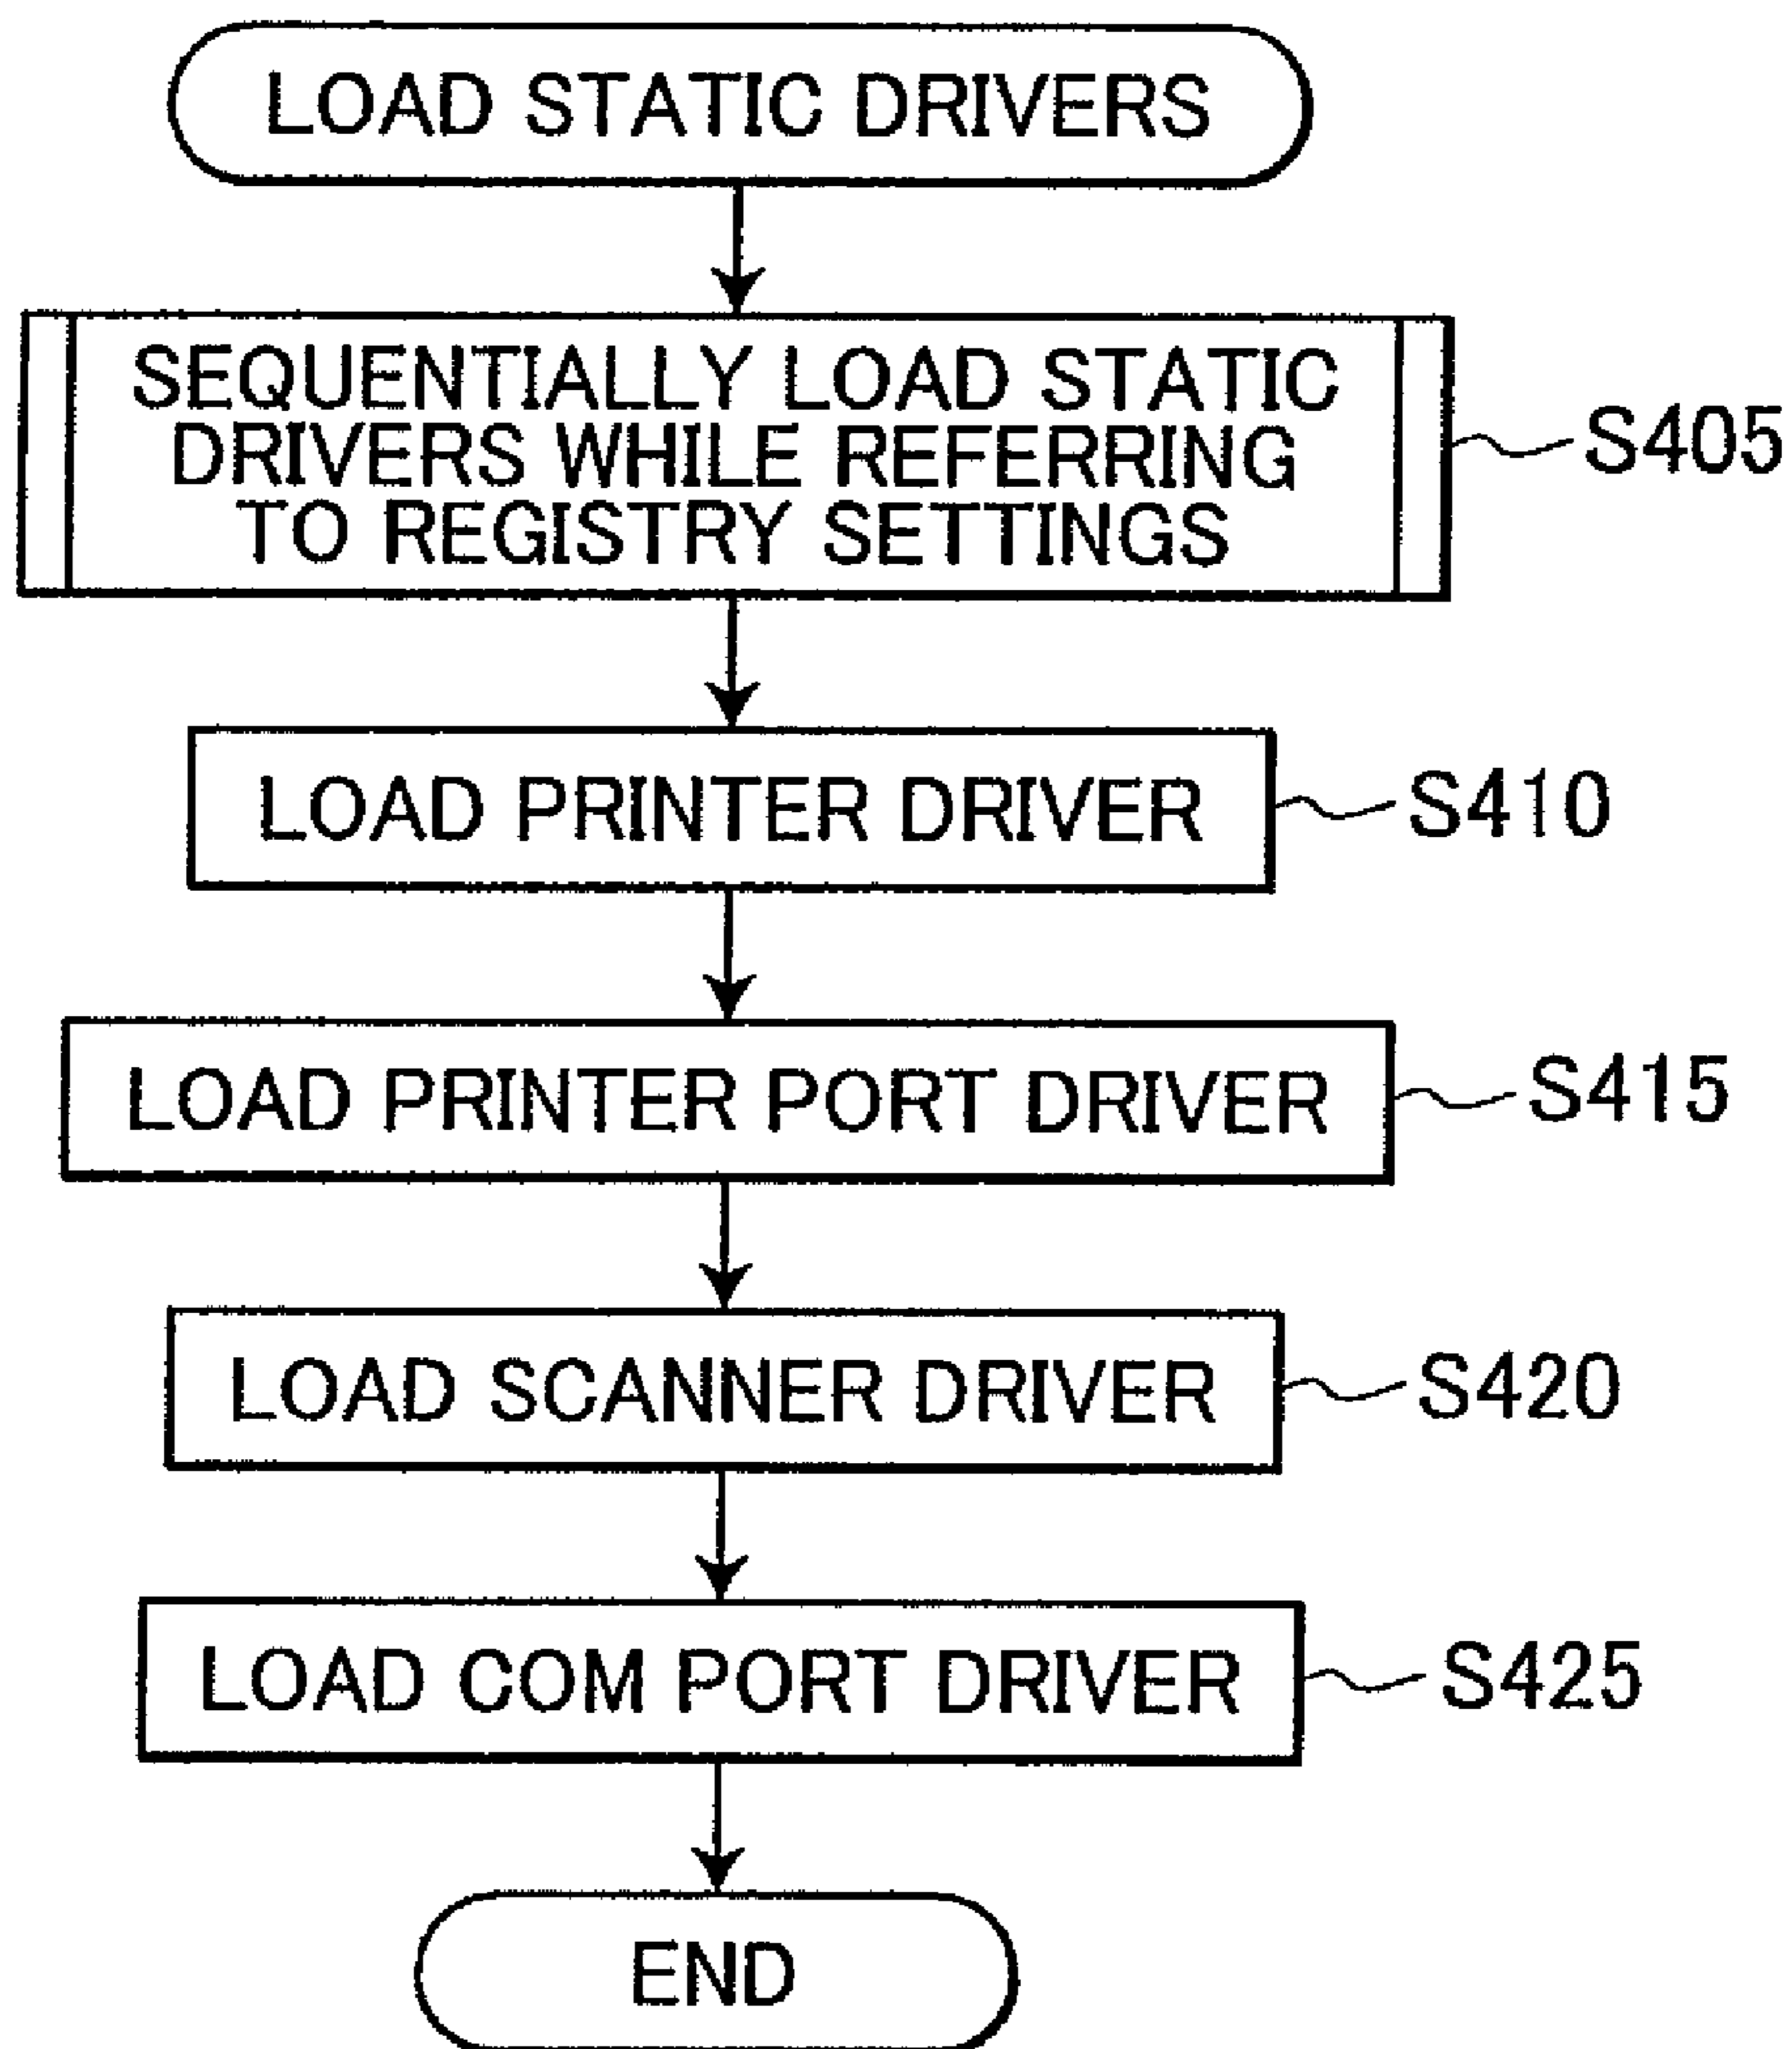 LOAD STATIC DRIVERS
SEQUENTIALLY LOAD STATIC
DRIVERS WHILE REFERRING
TO REGISTRY SETTINGS
S405
LOAD PRINTER DRIVER
S410
LOAD PRINTER PORT DRIVER
S415
LOAD SCANNER DRIVER
S420
LOAD COM PORT DRIVER
S425
END